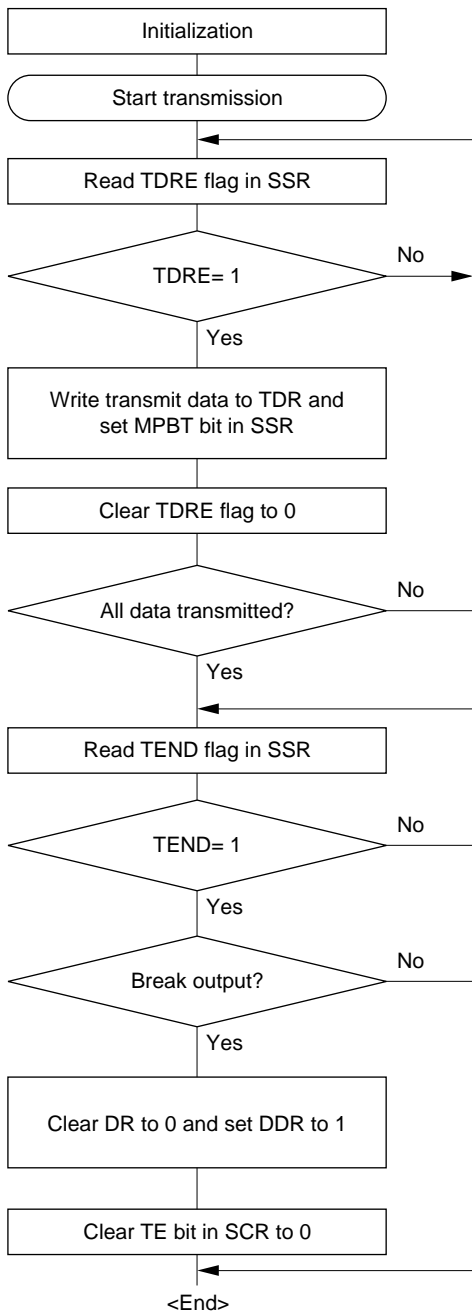 Initialization
Start transmission
Read TDRE flag in SSR
TDRE= 1
No
Yes
Write transmit data to TDR and
set MPBT bit in SSR
Clear TDRE flag to 0
All data transmitted?
No
Yes
Read TEND flag in SSR
TEND= 1
No
Yes
Break output?
No
Yes
Clear DR to 0 and set DDR to 1
Clear TE bit in SCR to 0
<End>